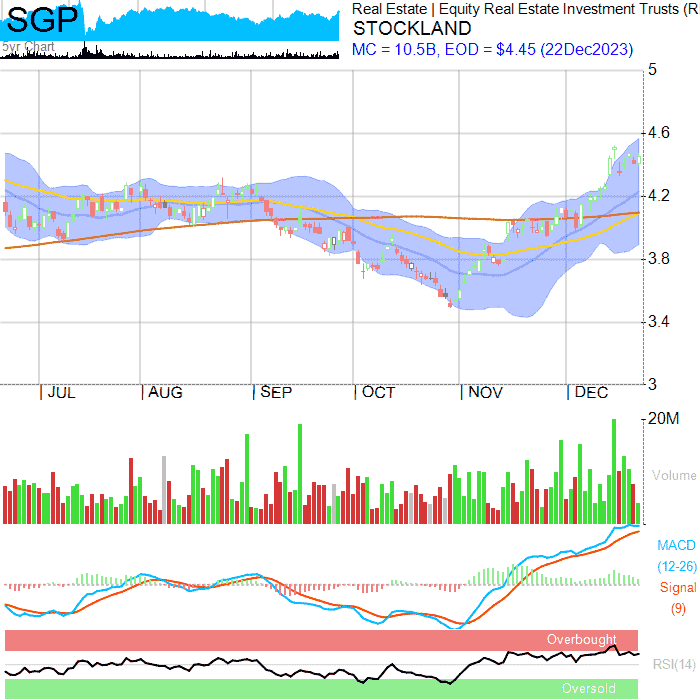 SGP
5yr Chart
Real Estate | Equity Real Estate Investment Trusts (R
STOCKLAND
MC = 10.5B, EOD = $4.45 (22Dec2023)
5
4.6
4.2
3.8
3.4
3
JUL AUG SEP OCT NOV DEC
20M
Volume
MACD
(12-26)
Signal
(9)
Overbought
RSI(14)
Oversold